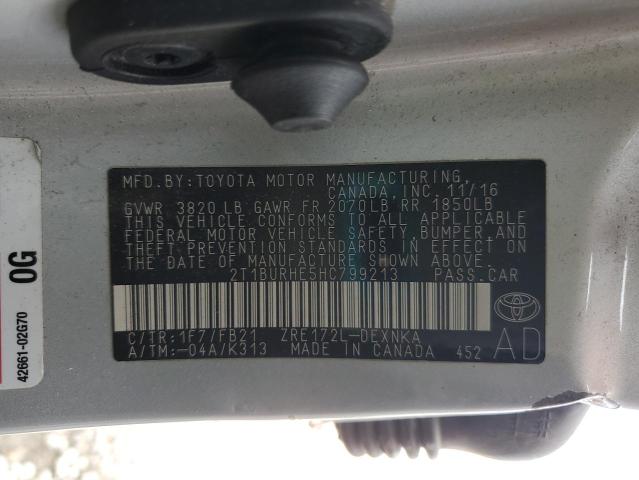 MFD.BY:TOYOTA MOTOR MANUFACTURING,
CANADA, INC. 11/16
GVWR 3820 LB GAWR FR 2070LB RR 1850LB
THIS VEHICLE CONFORMS TO ALL APPLICABLE
FEDERAL MOTOR VEHICLE SAFETY, BUMPER, AND
THEFT PREVENTION STANDARDS IN EFFECT ON
THE DATE OF MANUFACTURE SHOWN ABOVE.
2T1BURHE5HC799213 PASS.CAR
C/TR:1F7/FB21 ZRE172L-DEXNKA
A/TM:-04A/K313 MADE IN CANADA 452
AD
0G
42661-02G70